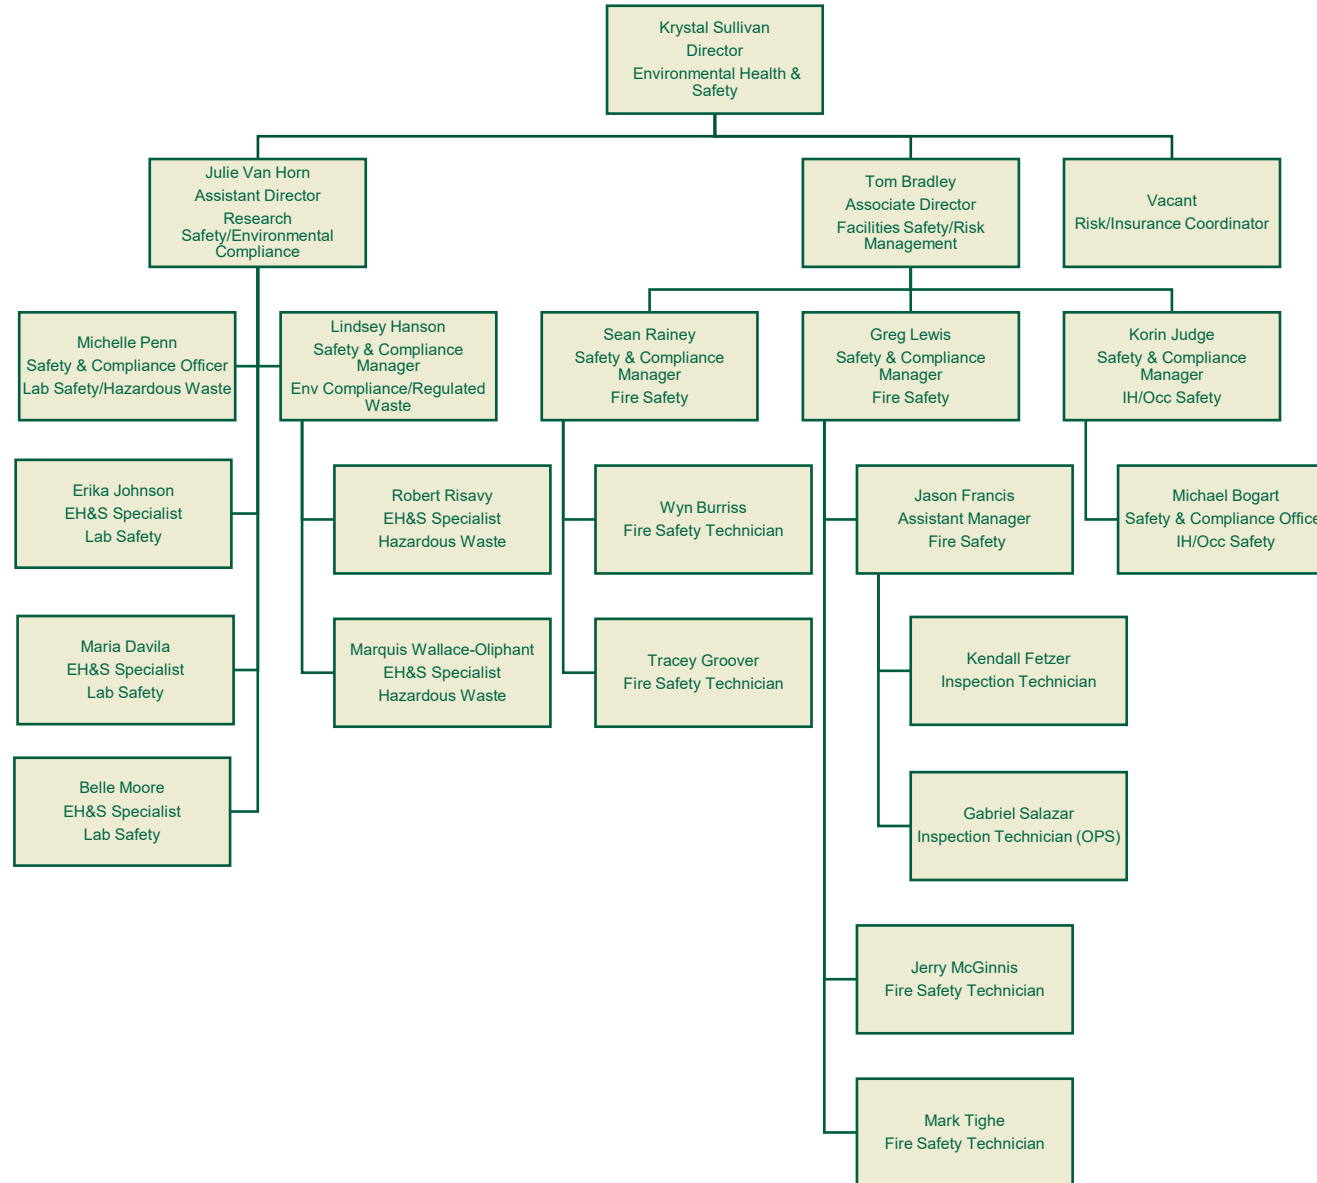 Krystal Sullivan
Director
Environmental Health &
Safety
Julie Van Horn
Assistant Director
Research
Safety/Environmental
Compliance
Tom Bradley
Associate Director
Facilities Safety/Risk
Management
Vacant
Risk/Insurance Coordinator
Michelle Penn
Safety & Compliance Officer
Lab Safety/Hazardous Waste
Lindsey Hanson
Safety & Compliance
Manager
Env Compliance/Regulated
Waste
Sean Rainey
Safety & Compliance
Manager
Fire Safety
Greg Lewis
Safety & Compliance
Manager
Fire Safety
Korin Judge
Safety & Compliance
Manager
IH/Occ Safety
Erika Johnson
EH&S Specialist
Lab Safety
Robert Risavy
EH&S Specialist
Hazardous Waste
Wyn Burriss
Fire Safety Technician
Jason Francis
Assistant Manager
Fire Safety
Michael Bogart
Safety & Compliance Office
IH/Occ Safety
Maria Davila
EH&S Specialist
Lab Safety
Marquis Wallace-Oliphant
EH&S Specialist
Hazardous Waste
Tracey Groover
Fire Safety Technician
Kendall Fetzer
Inspection Technician
Belle Moore
EH&S Specialist
Lab Safety
Gabriel Salazar
Inspection Technician (OPS)
Jerry McGinnis
Fire Safety Technician
Mark Tighe
Fire Safety Technician